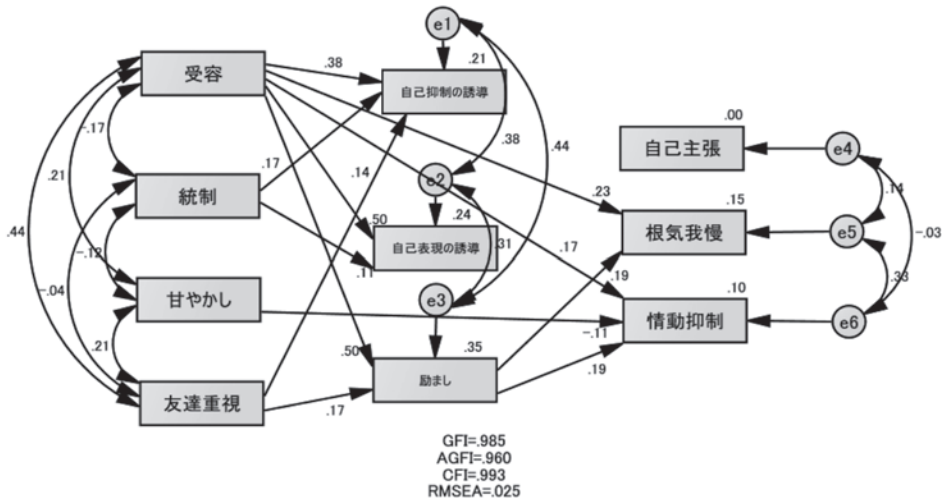 e1
受容
.38
.21
自己抑制の誘導
-.17
.38
.44
.00
自己主張
e4
.21
.17
.14
e2
.14
統制
.23
.15
.44
.50
.24
根気我慢
e5
-.03
自己表現の誘導
.31
.17
-.12
.11
.19
.33
-.04
e3
.10
甘やかし
情動抑制
e6
-.11
.21
.50
.35
励まし
.19
友達重視
.17
GFI=.985
AGFI=.960
CFI=.993
RMSEA=.025